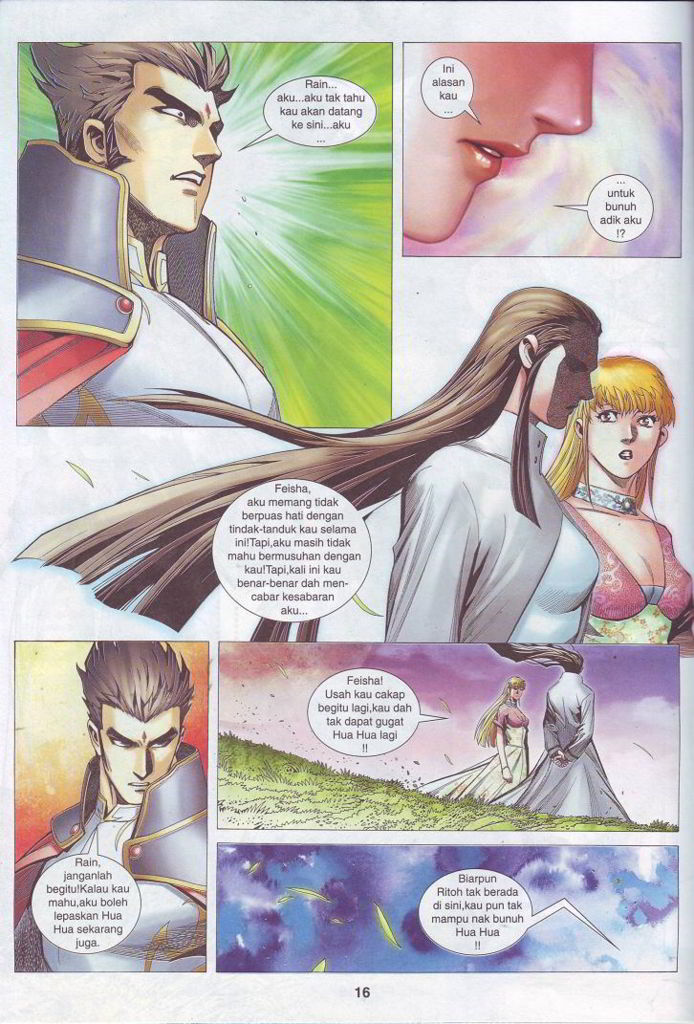 Rain...
aku...aku tak tahu
kau akan datang
ke sini...aku
...
Ini
alasan
kau
...
...
untuk
bunuh
adik aku
!?
Feisha,
aku memang tidak
berpuas hati dengan
tindak-tanduk kau selama
ini!Tapi,aku masih tidak
mahu bermusuhan dengan
kau!Tapi,kali ini kau
benar-benar dah men-
cabar kesabaran
aku...
Feisha!
Usah kau cakap
begitu lagi,kau dah
tak dapat gugat
Hua Hua lagi
!!
Rain,
janganlah
begitu!Kalau kau
mahu,aku boleh
lepaskan Hua
Hua sekarang
juga.
Biarpun
Ritoh tak berada
di sini,kau pun tak
mampu nak bunuh
Hua Hua
!!
16